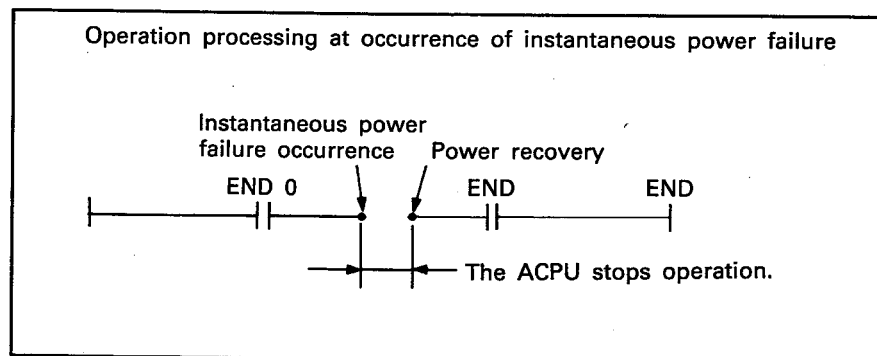 Operation processing at occurrence of instantaneous power failure
Instantaneous power
failure occurrence
Power recovery
END 0
END
END
The ACPU stops operation.